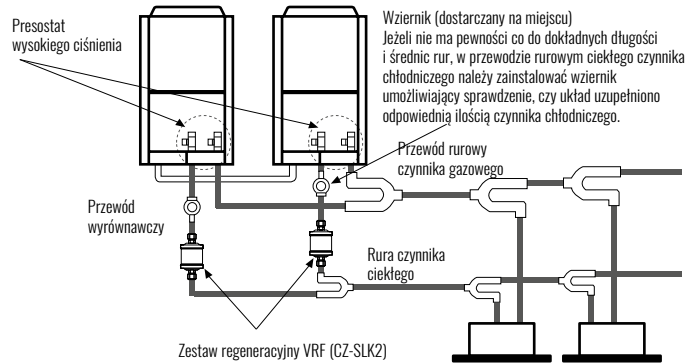 Presostat
wysokiego ciśnienia
Wziernik (dostarczany na miejscu)
Jeżeli nie ma pewności co do dokładnych długości
i średnic rur, w przewodzie rurowym ciekłego czynnika
chłodniczego należy zainstalować wziernik
umożliwiający sprawdzenie, czy układ uzupełniono
odpowiednią ilością czynnika chłodniczego.
Przewód rurowy
czynnika gazowego
Przewód
wyrównawczy
Rura czynnika
ciekłego
Zestaw regeneracyjny VRF (CZ-SLK2)